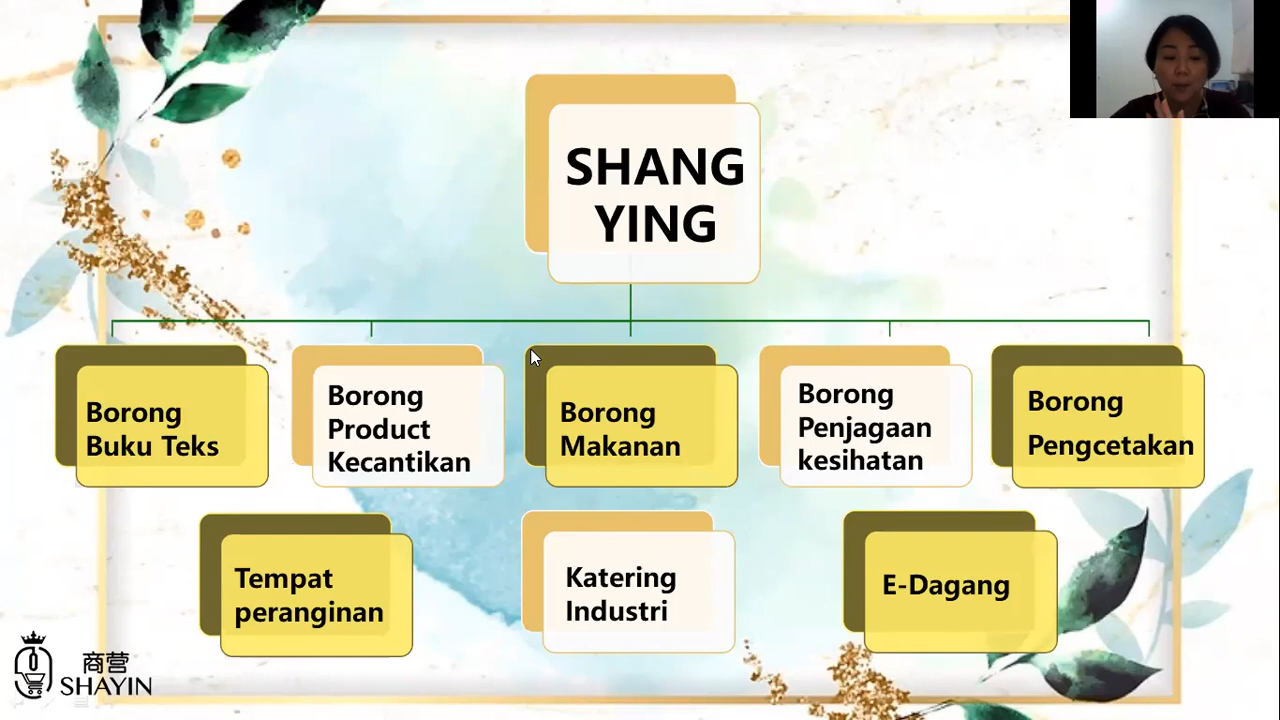 SHANG
YING
Borong
Buku Teks
Borong
Product
Kecantikan
Borong
Makanan
Borong
Penjagaan
kesihatan
Borong
Pengcetakan
Tempat
peranginan
Katering
Industri
E-Dagang
商营
SHAYIN